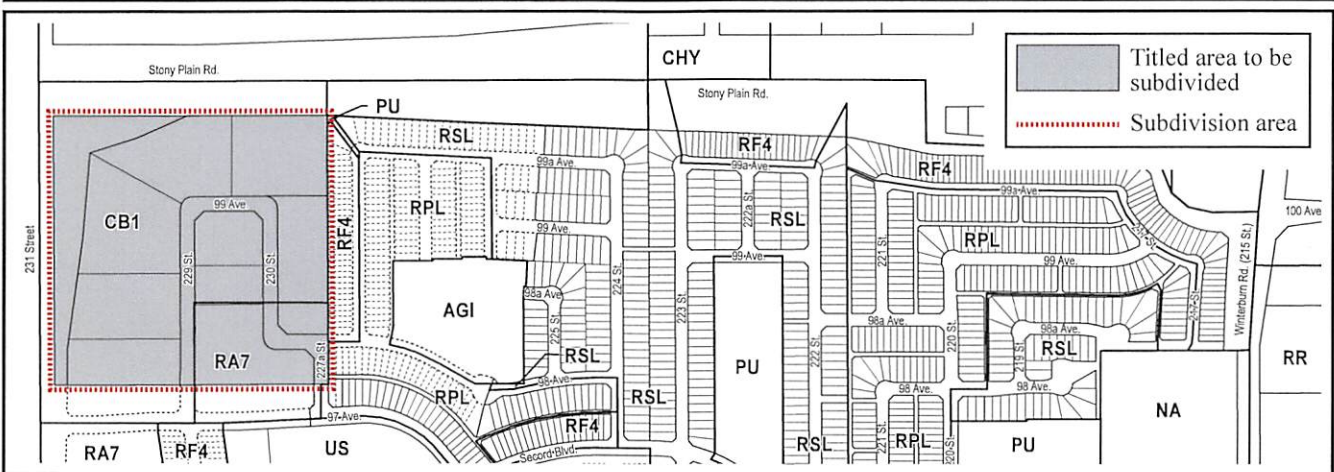 Stony Plain Rd.
CHY
Titled area to be
subdivided
Subdivision area
Stony Plain Rd.
PU
RSL
RF4
99a Ave.
99a Ave.
RF4
99a Ave.
100 Ave
CB1
99 Ave
229 St.
230 St.
231 Street
RF4
RPL
99 Ave.
224 St.
223 St.
222a St.
RSL
99 Ave.
222 St.
221 St.
RPL
99 Ave.
217 St.
Winterburn Rd. (215 St.)
AGI
98a Ave.
225 St.
RSL
98 Ave.
RA7
227a St
PU
98a Ave.
220 St.
98a Ave.
219 St.
RSL
98 Ave.
98 Ave.
RR
NA
RPL
RSL
RF4
97 Ave.
Secord Blvd.
RA7
RF4
US
RSL
221 St.
RPL
220 St.
PU